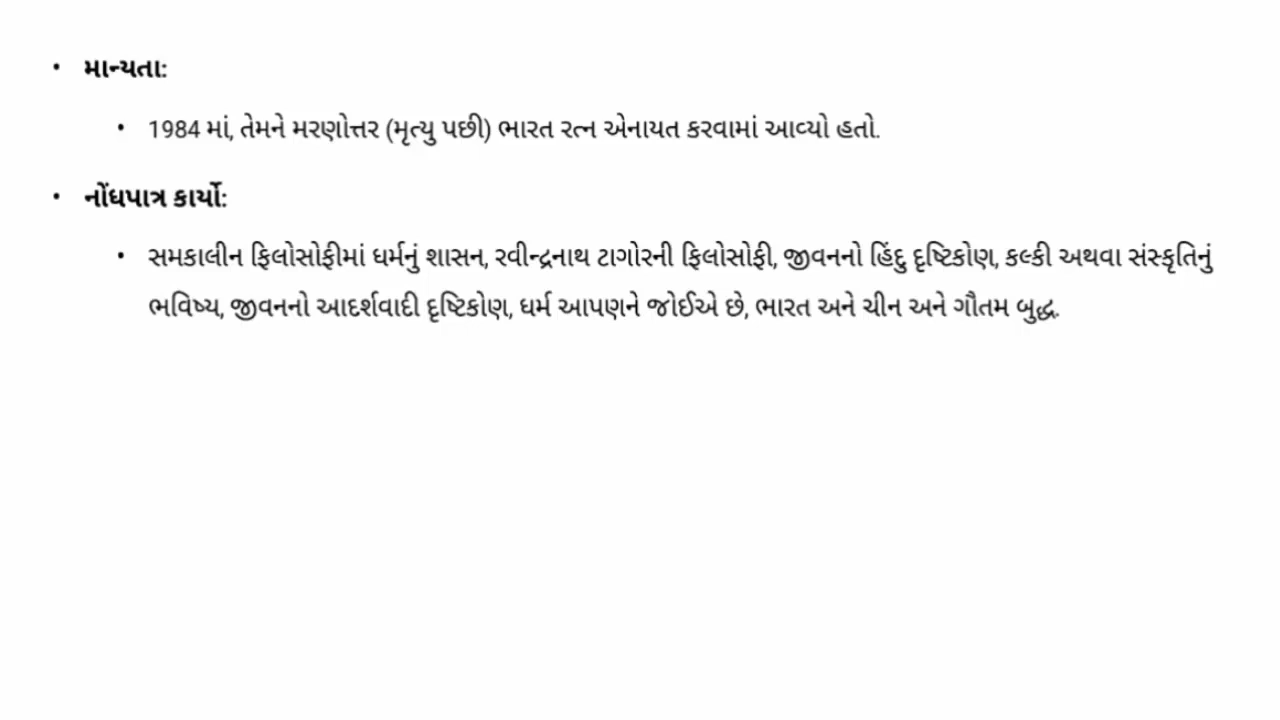 • માન્યતા:
• 1984 માં, તેમને મરણોત્તર (મૃત્યુ પછી) ભારત રત્ન એનાયત કરવામાં આવ્યો હતો.
• નોંધપાત્ર કાર્યો:
• સમકાલીન ફિલોસોફીમાં ધર્મનું શાસન, રવીન્દ્રનાથ ટાગોરની ફિલોસોફી, જીવનનો હિંદુ દૃષ્ટિકોણ, કલ્કી અથવા સંસ્કૃતિનું
ભવિષ્ય, જીવનનો આદર્શવાદી દૃષ્ટિકોણ, ધર્મ આપણને જોઈએ છે, ભારત અને ચીન અને ગૌતમ બુદ્ધ.